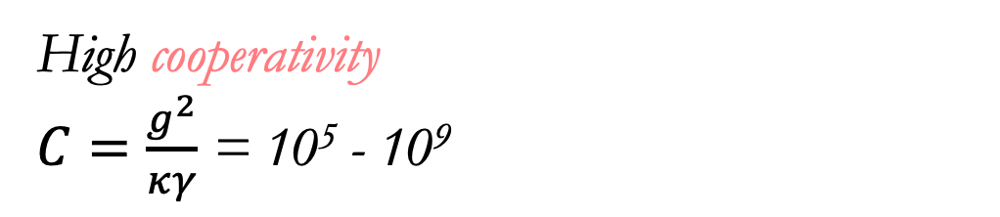 High cooperativity
C = g²/κγ = 10⁵ - 10⁹